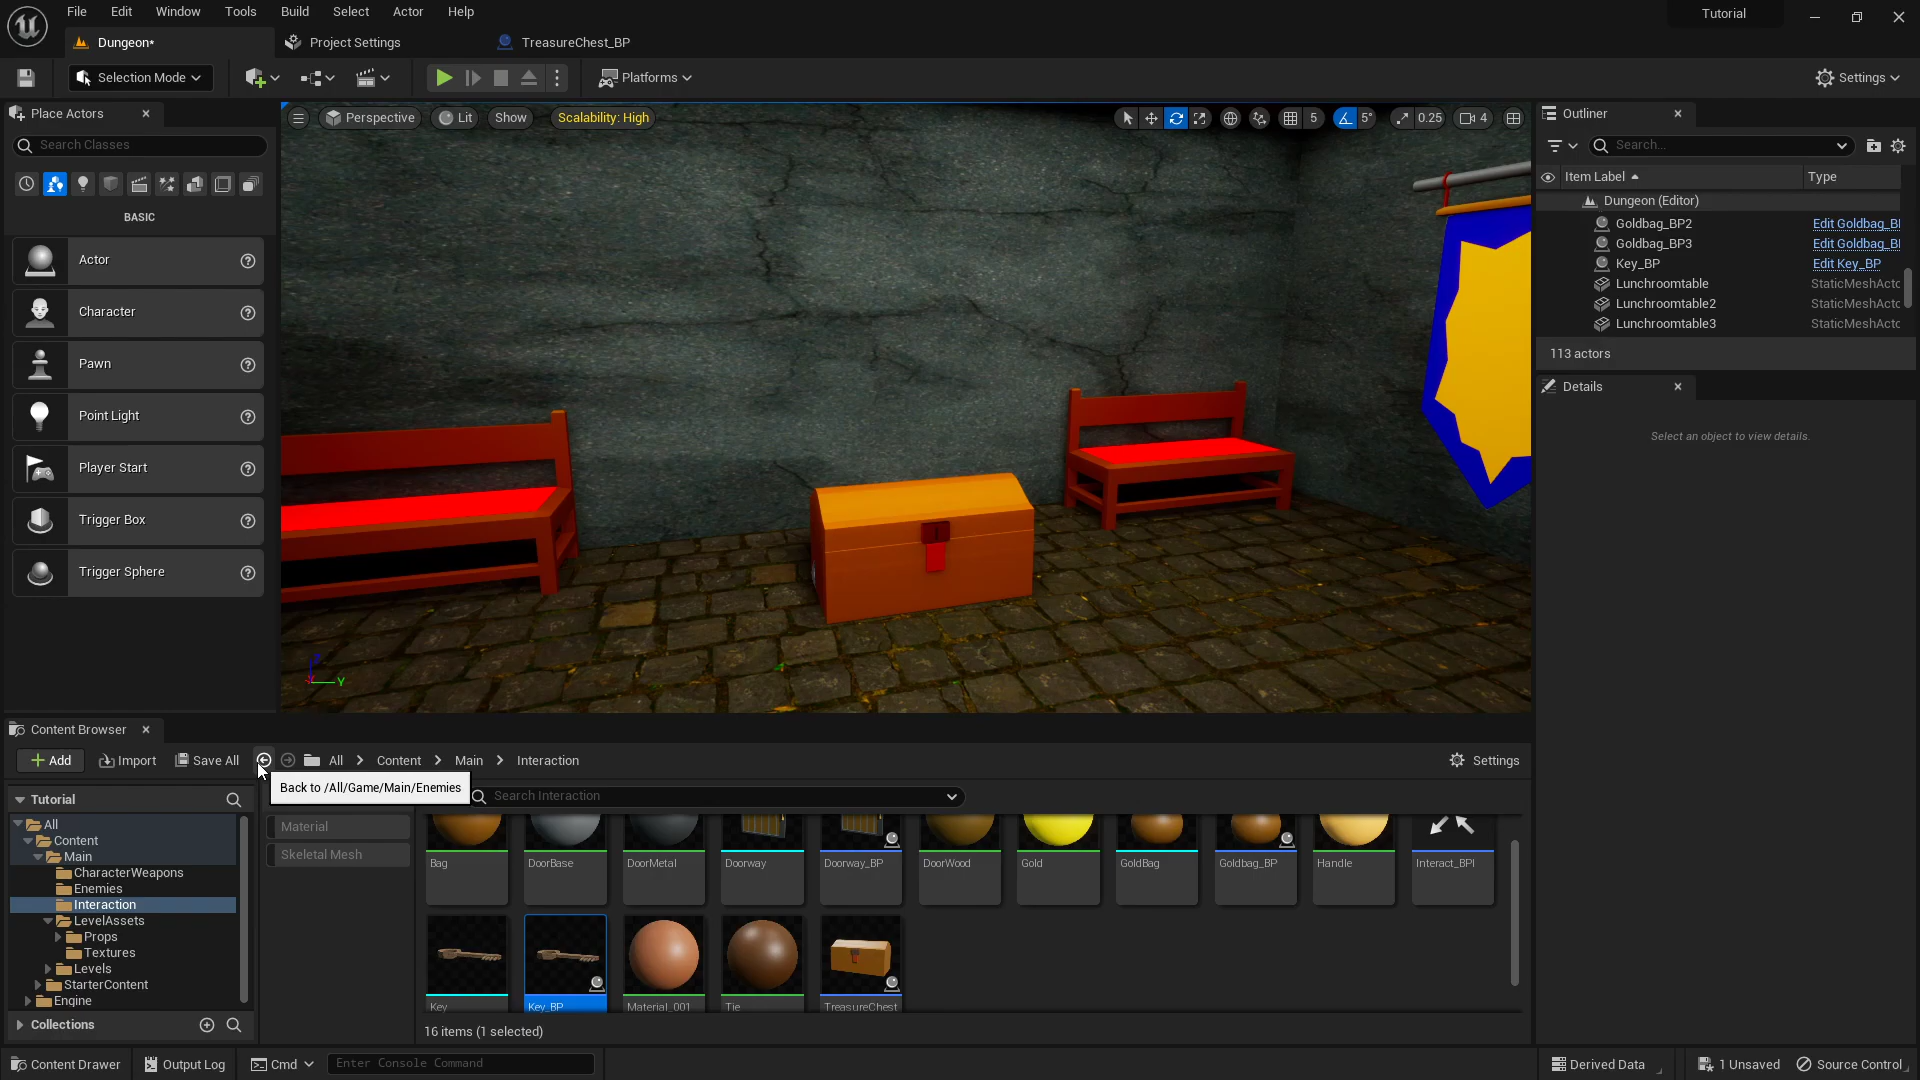 File Edit Window Tools Build Select Actor Help
Tutorial
Dungeon*
Project Settings
TreasureChest_BP
Selection Mode
Platforms
Settings
Place Actors
Search Classes
BASIC
Actor
Character
Pawn
Point Light
Player Start
Trigger Box
Trigger Sphere
Perspective
Lit
Show
Scalability: High
5
5°
0.25
4
Y
Outliner
Search...
Item Label
Type
Dungeon (Editor)
Goldbag_BP2 Edit Goldbag_BI
Goldbag_BP3 Edit Goldbag_BI
Key_BP Edit Key_BP
Lunchroomtable StaticMeshActo
Lunchroomtable2 StaticMeshActo
Lunchroomtable3 StaticMeshActo
113 actors
Details
Select an object to view details.
Content Browser
Add
Import
Save All
All
Content
Main
Interaction
Settings
Back to /All/Game/Main/Enemies
Search Interaction
Tutorial
All
Content
Main
CharacterWeapons
Enemies
Interaction
LevelAssets
Props
Textures
Levels
StarterContent
Engine
Collections
Material
Skeletal Mesh
Bag
DoorBase
DoorMetal
Doorway
Doorway_BP
DoorWood
Gold
GoldBag
Goldbag_BP
Handle
Interact_BPI
Key
Key_BP
Material_001
Tie
TreasureChest
16 items (1 selected)
Content Drawer
Output Log
Cmd
Enter Console Command
Derived Data
1 Unsaved
Source Control